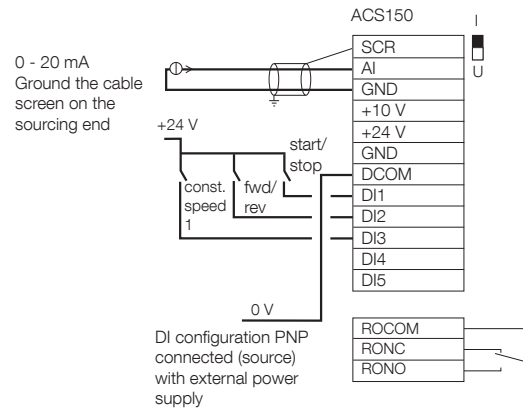 ACS150
I
U
0 - 20 mA
Ground the cable
screen on the
sourcing end
SCR
AI
GND
+10 V
+24 V
GND
DCOM
DI1
DI2
DI3
DI4
DI5
+24 V
start/
stop
const.
speed
1
fwd/
rev
0 V
DI configuration PNP
connected (source)
with external power
supply
ROCOM
RONC
RONO